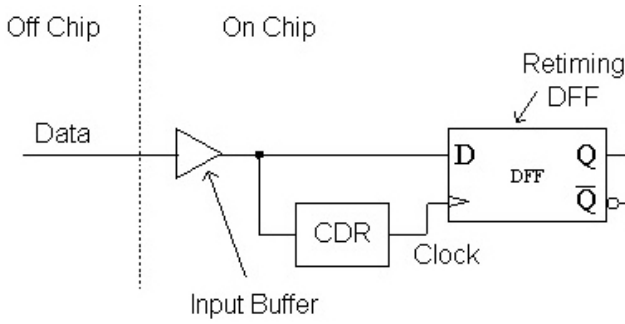 Off Chip
On Chip
Retiming
DFF
Data
D
Q
DFF
Q̅
CDR
Clock
Input Buffer